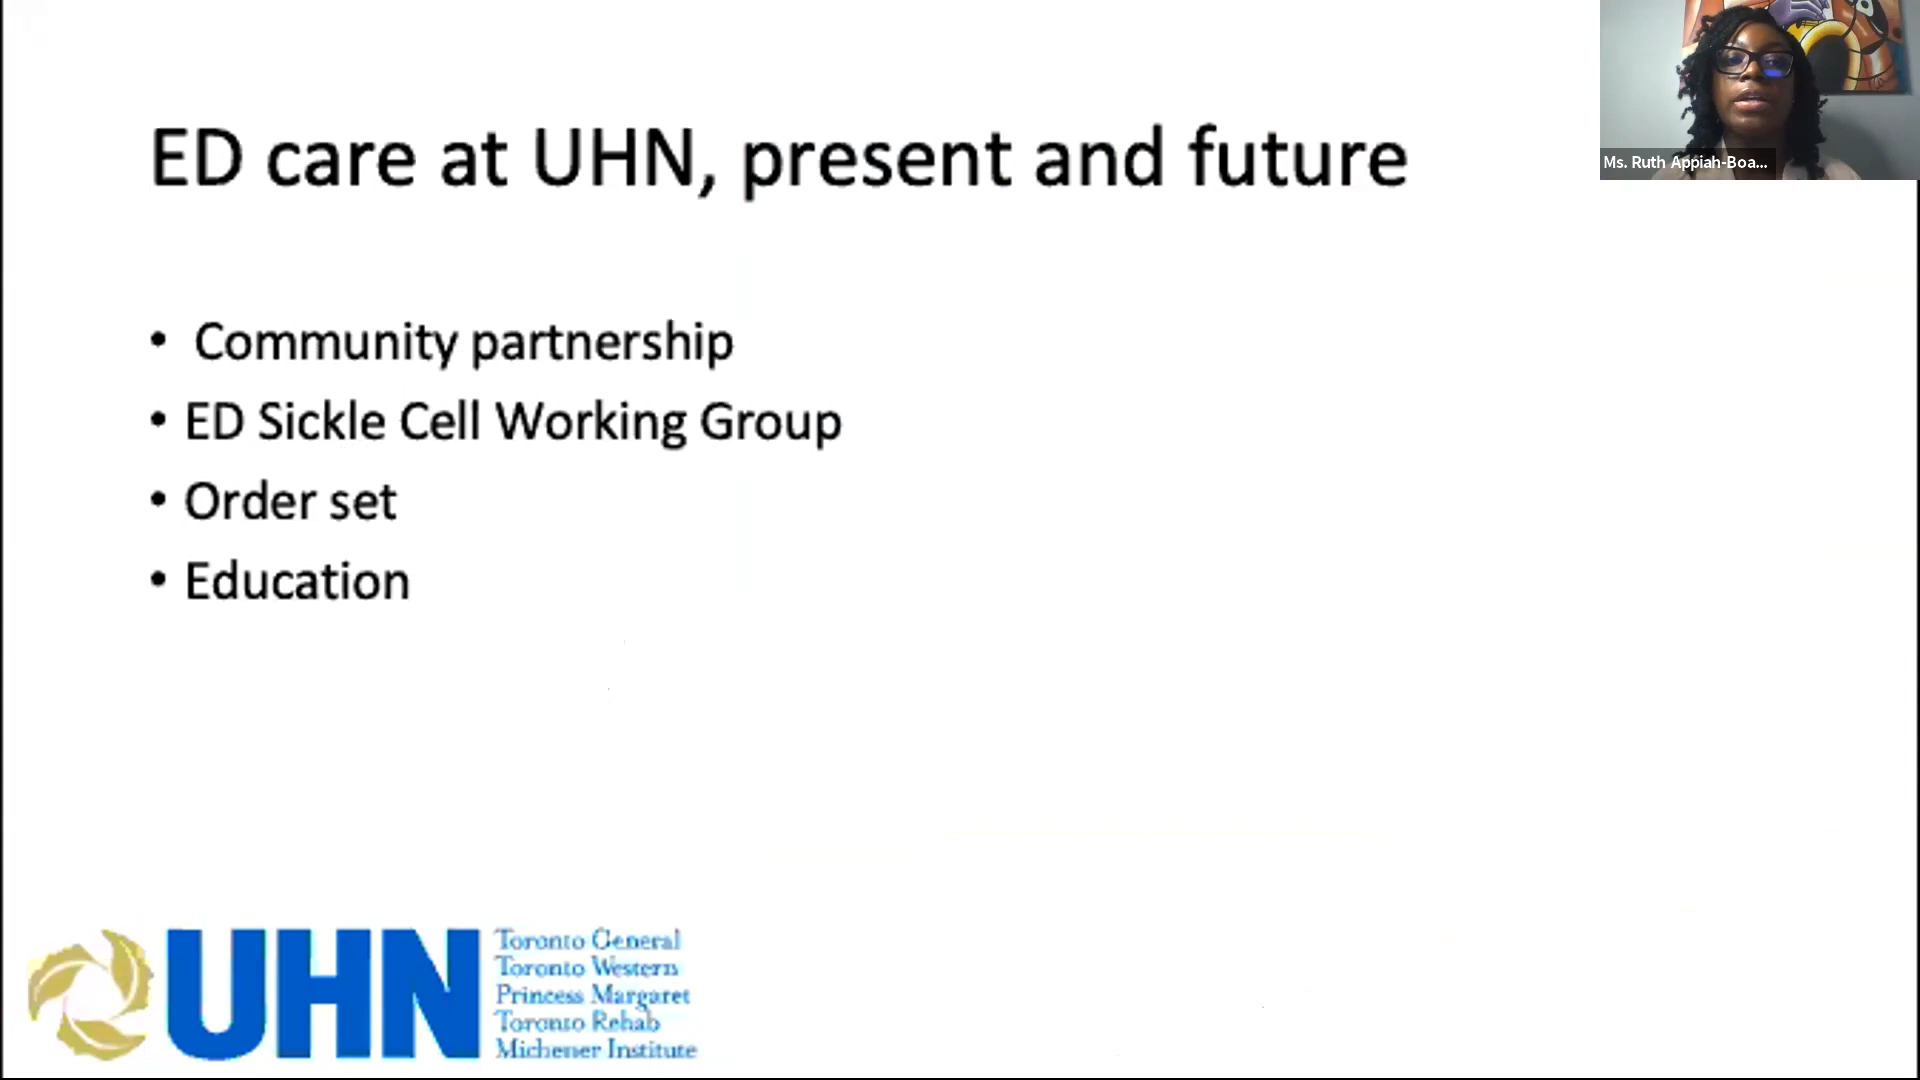 ED care at UHN, present and future
Ms. Ruth Appiah-Boa...
• Community partnership
• ED Sickle Cell Working Group
• Order set
• Education
UHN
Toronto General
Toronto Western
Princess Margaret
Toronto Rehab
Michener Institute